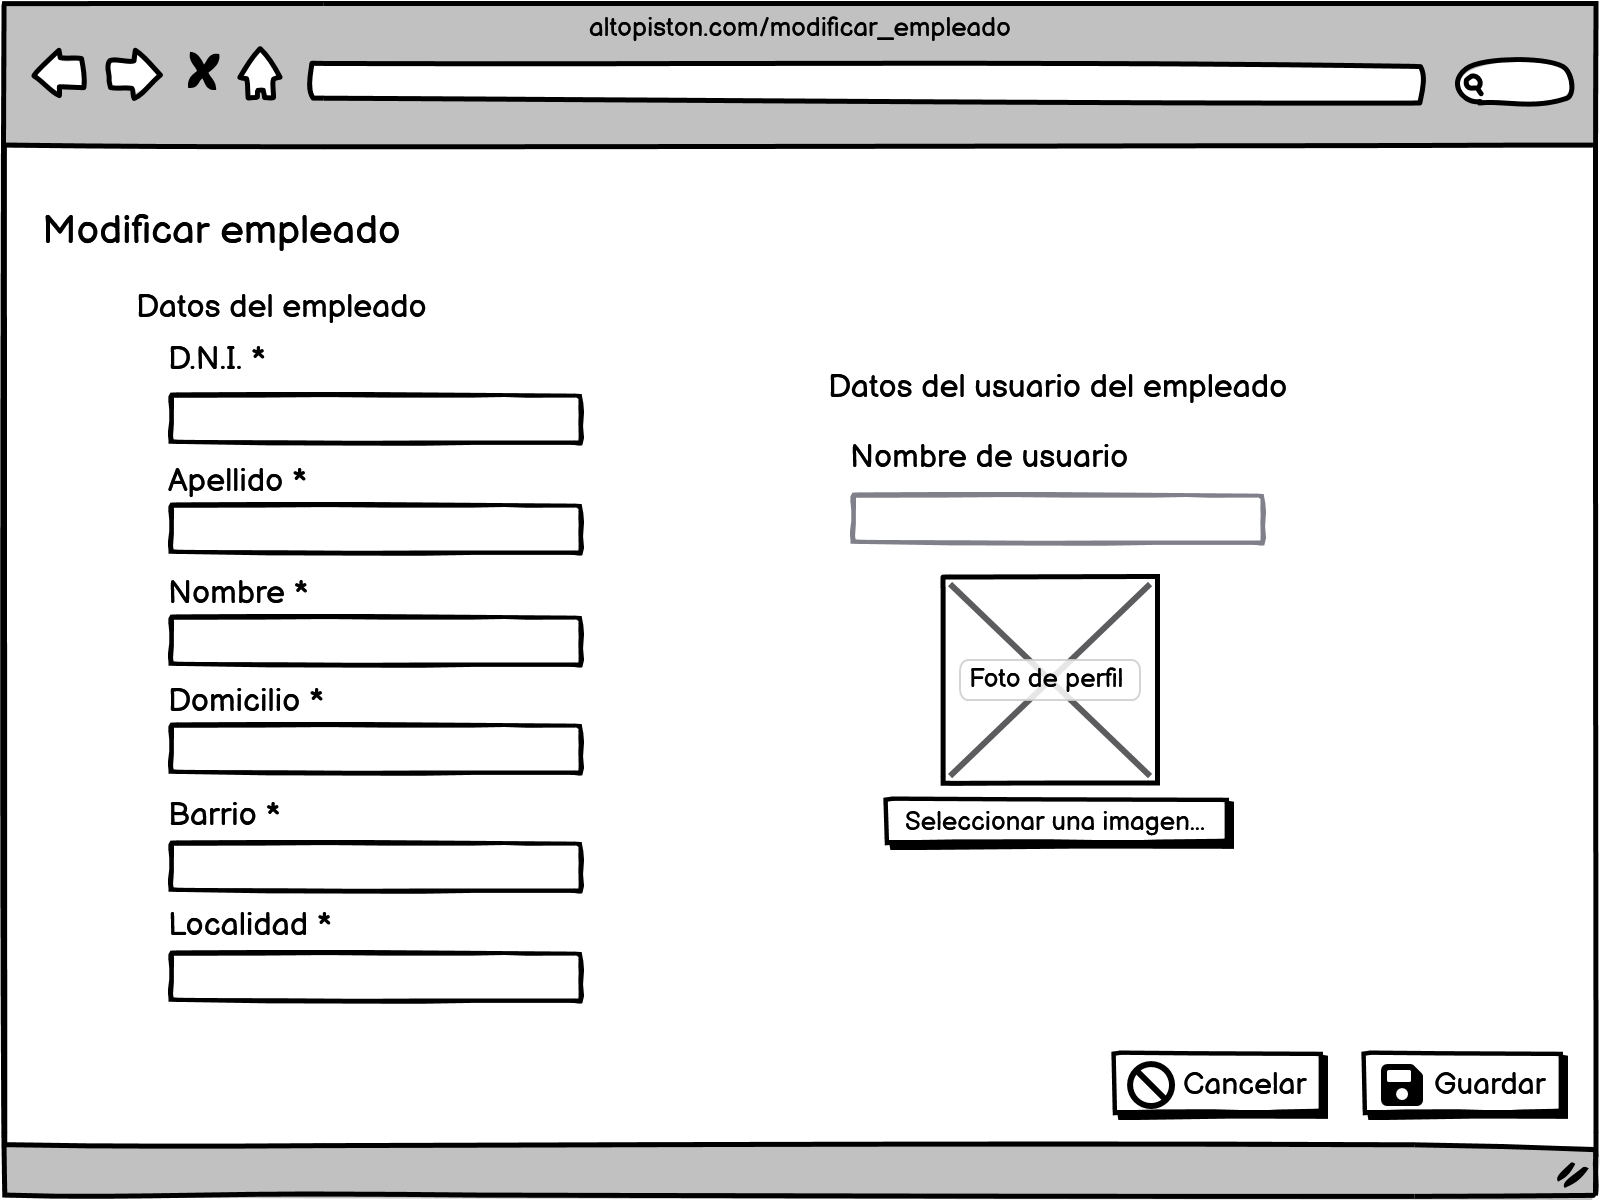 altopiston.com/modificar_empleado
Modificar empleado
Datos del empleado
D.N.I. *
Apellido *
Nombre *
Domicilio *
Barrio *
Localidad *
Datos del usuario del empleado
Nombre de usuario
Foto de perfil
Seleccionar una imagen...
Cancelar
Guardar